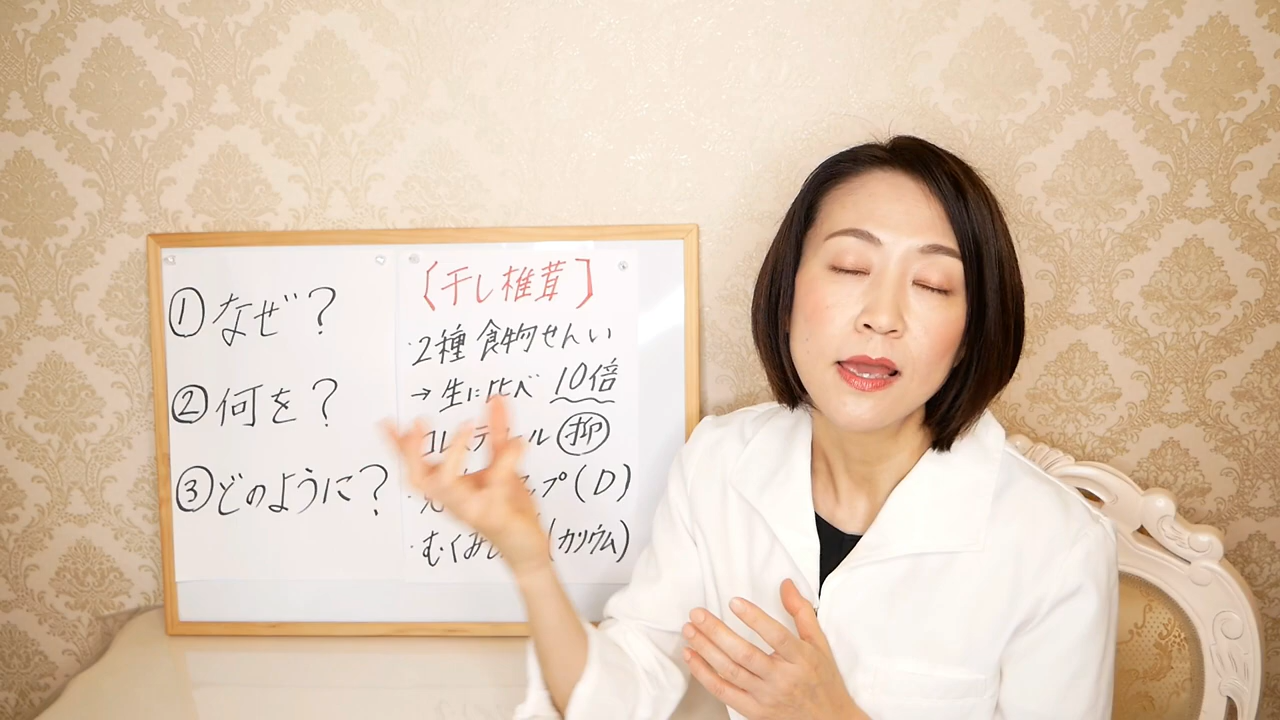 ①なぜ?
②何を?
③どのように?
〔干し椎茸〕
・2種 食物せんい
→生に比べ 10倍
コレステロール 抑
プ(D)
・むくみ (カリウム)